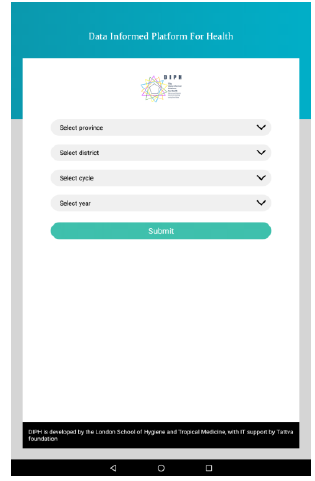 Data Informed Platform For Health
DIPH
Select province
Select district
Select cycle
Select year
Submit
DIPH is developed by the London School of Hygiene and Tropical Medicine, with IT support by Tattva
foundation